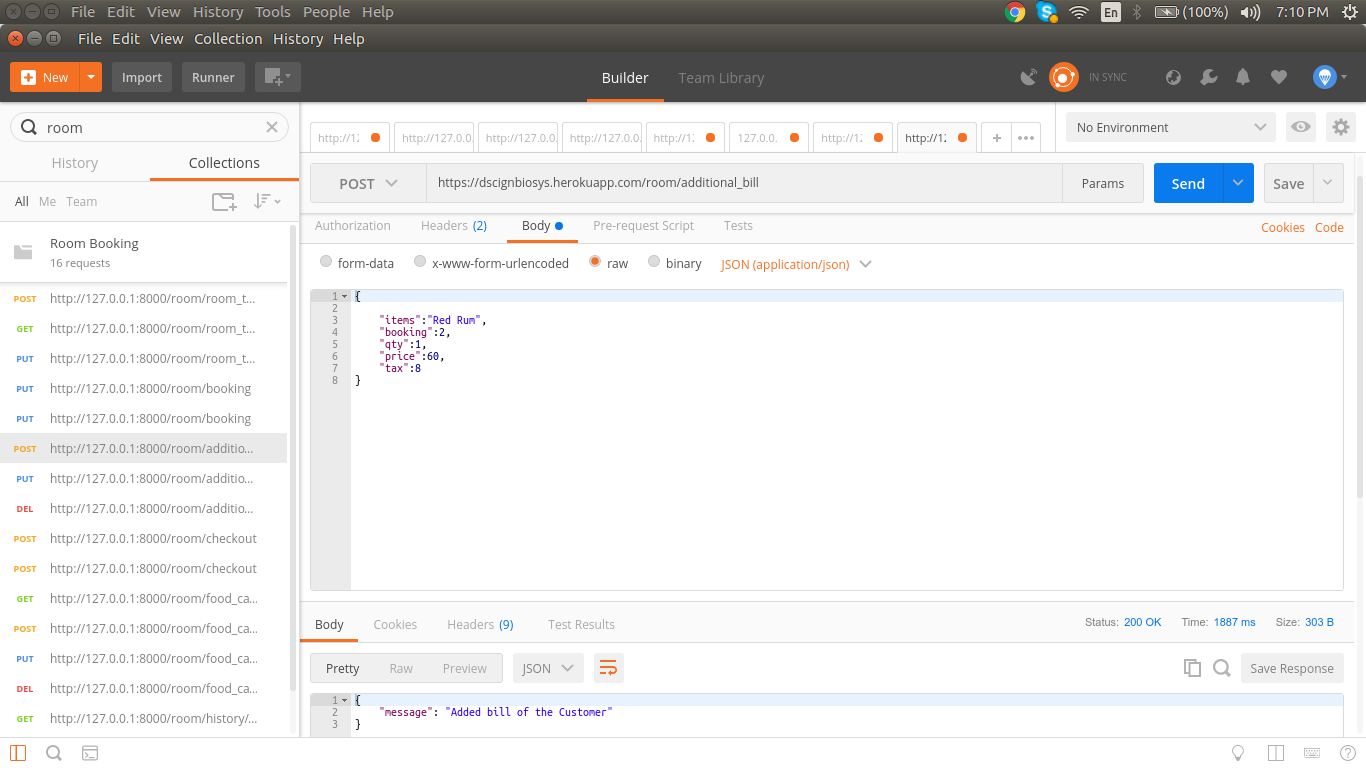 File Edit View History Tools People Help
En (100%) 7:10 PM
File Edit View Collection History Help
New Import Runner Builder Team Library IN SYNC
room
History Collections
All Me Team
Room Booking
16 requests
POST http://127.0.0.1:8000/room/room_t...
GET http://127.0.0.1:8000/room/room_t...
PUT http://127.0.0.1:8000/room/room_t...
PUT http://127.0.0.1:8000/room/booking
PUT http://127.0.0.1:8000/room/booking
POST http://127.0.0.1:8000/room/additio...
PUT http://127.0.0.1:8000/room/additio...
DEL http://127.0.0.1:8000/room/additio...
POST http://127.0.0.1:8000/room/checkout
POST http://127.0.0.1:8000/room/checkout
GET http://127.0.0.1:8000/room/food_ca...
POST http://127.0.0.1:8000/room/food_ca...
PUT http://127.0.0.1:8000/room/food_ca...
DEL http://127.0.0.1:8000/room/food_ca...
GET http://127.0.0.1:8000/room/history/...
http://12 http://127.0.0. http://127.0.0. http://127.0.0. http://12 127.0.0. http://12 http://12 + •••
No Environment
POST https://dscignbiosys.herokuapp.com/room/additional_bill Params Send Save
Authorization Headers (2) Body Pre-request Script Tests Cookies Code
form-data x-www-form-urlencoded raw binary JSON (application/json)
1 {
2
3 "items":"Red Rum",
4 "booking":2,
5 "qty":1,
6 "price":60,
7 "tax":8
8 }
Body Cookies Headers (9) Test Results Status: 200 OK Time: 1887 ms Size: 303 B
Pretty Raw Preview JSON Save Response
1 {
2 "message": "Added bill of the Customer"
3 }